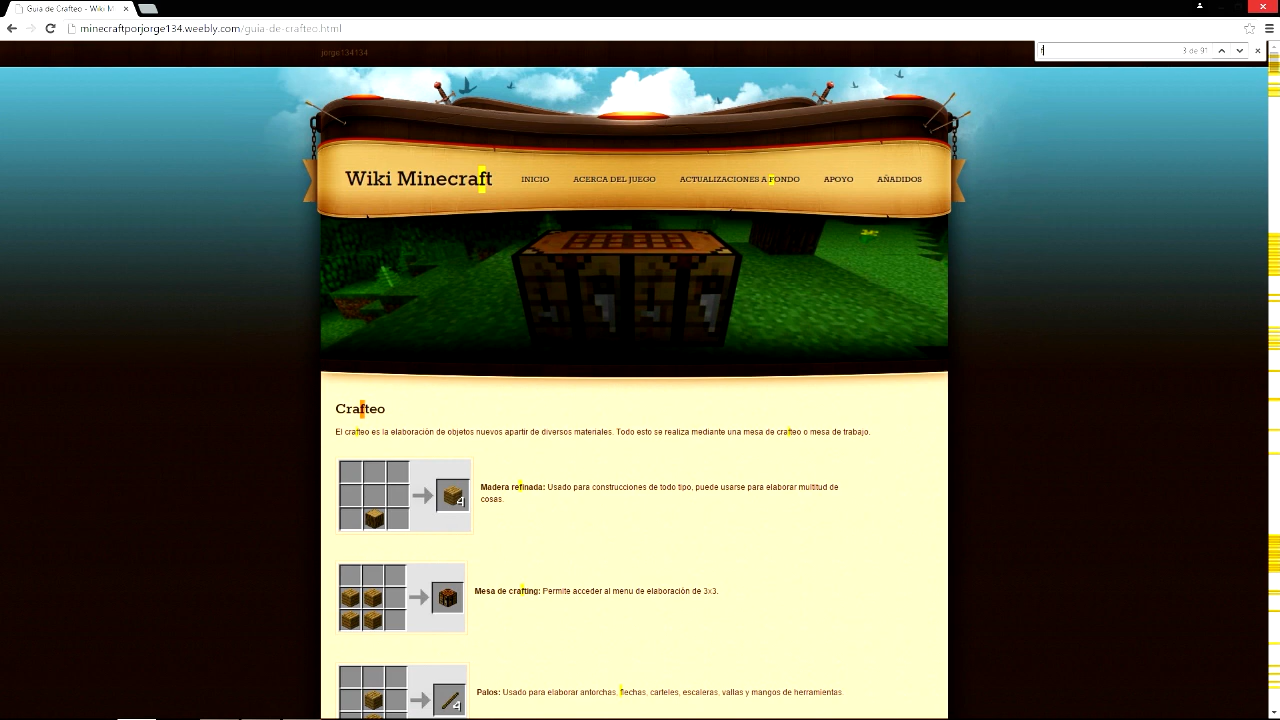 Guia de Crafteo - Wiki M
minecraftporjorge134.weebly.com/guia-de-crafteo.html
jorge134134
f
3 de 91
Wiki Minecraft
INICIO
ACERCA DEL JUEGO
ACTUALIZACIONES A FONDO
APOYO
AÑADIDOS
Crafteo
El crafteo es la elaboración de objetos nuevos apartir de diversos materiales. Todo esto se realiza mediante una mesa de crafteo o mesa de trabajo.
4
Madera refinada: Usado para construcciones de todo tipo, puede usarse para elaborar multitud de
cosas.
Mesa de crafting: Permite acceder al menu de elaboración de 3x3.
4
Palos: Usado para elaborar antorchas, flechas, carteles, escaleras, vallas y mangos de herramientas.